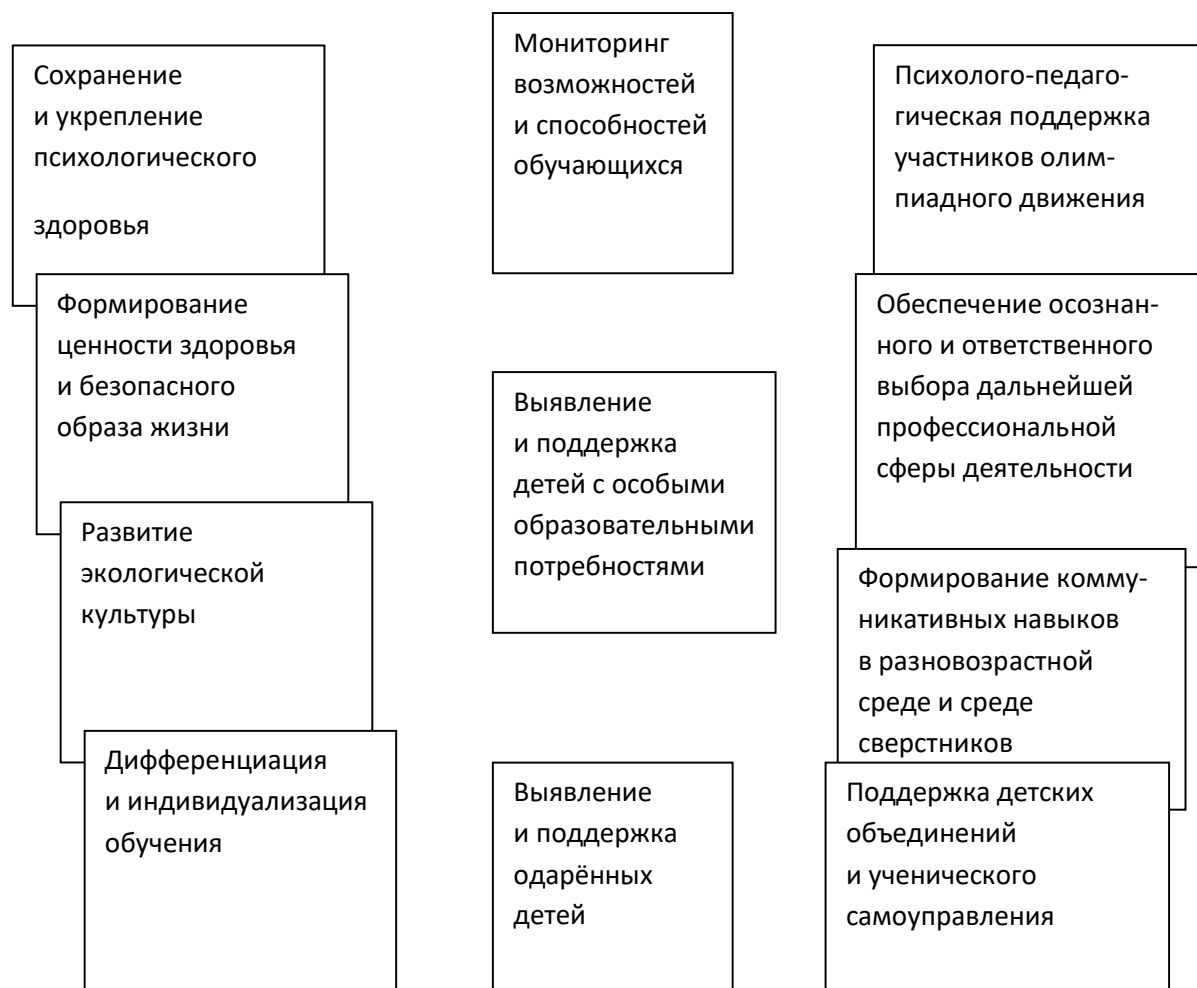 Сохранение
и укрепление
психологического
здоровья
Формирование
ценности здоровья
и безопасного
образа жизни
Развитие
экологической
культуры
Дифференциация
и индивидуализация
обучения
Мониторинг
возможностей
и способностей
обучающихся
Выявление
и поддержка
детей с особыми
образовательными
потребностями
Выявление
и поддержка
одарённых
детей
Психолого-педаго-
гическая поддержка
участников олим-
пиадного движения
Обеспечение осознан-
ного и ответственного
выбора дальнейшей
профессиональной
сферы деятельности
Формирование комму-
никативных навыков
в разновозрастной
среде и среде
сверстников
Поддержка детских
объединений
и ученического
самоуправления